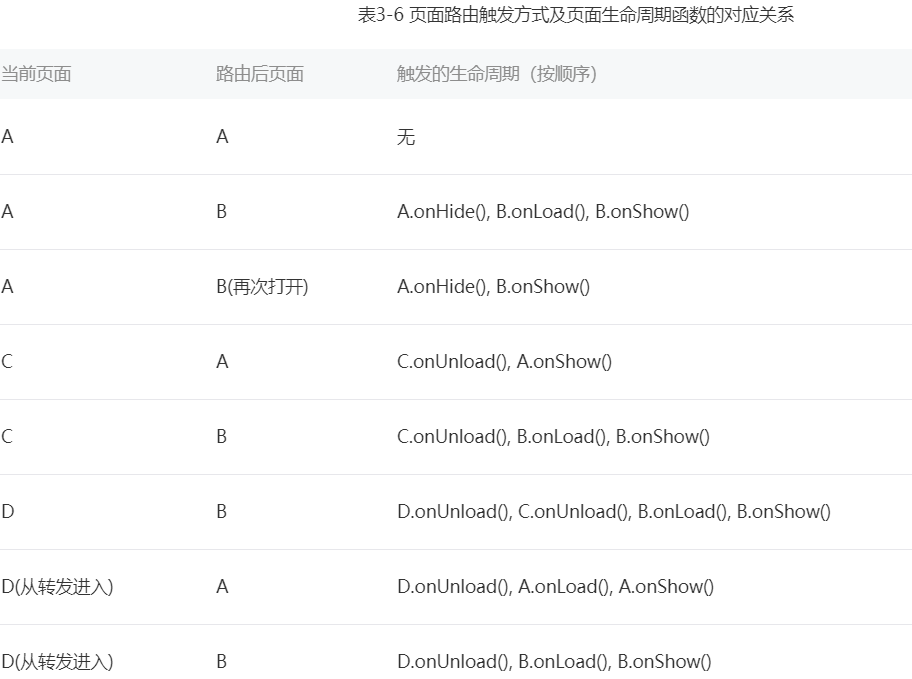 表3-6 页面路由触发方式及页面生命周期函数的对应关系
当前页面 路由后页面 触发的生命周期（按顺序）
A A 无
A B A.onHide(), B.onLoad(), B.onShow()
A B(再次打开) A.onHide(), B.onShow()
C A C.onUnload(), A.onShow()
C B C.onUnload(), B.onLoad(), B.onShow()
D B D.onUnload(), C.onUnload(), B.onLoad(), B.onShow()
D(从转发进入) A D.onUnload(), A.onLoad(), A.onShow()
D(从转发进入) B D.onUnload(), B.onLoad(), B.onShow()